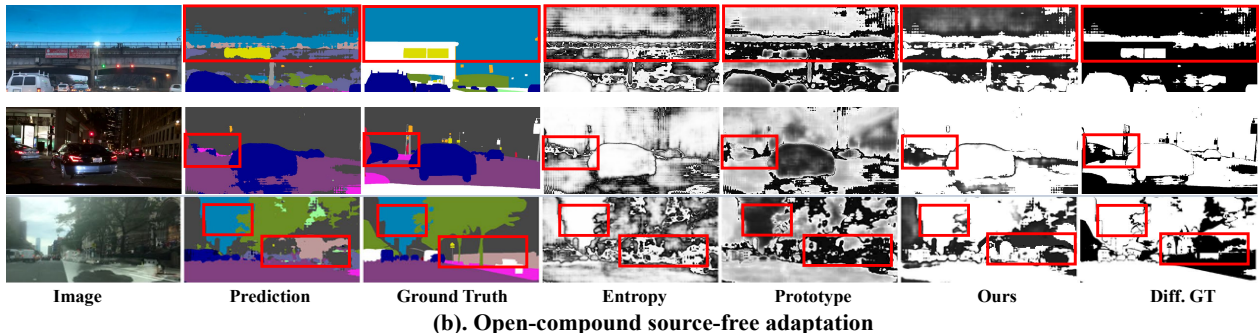 Image Prediction Ground Truth Entropy Prototype Ours Diff. GT
(b). Open-compound source-free adaptation